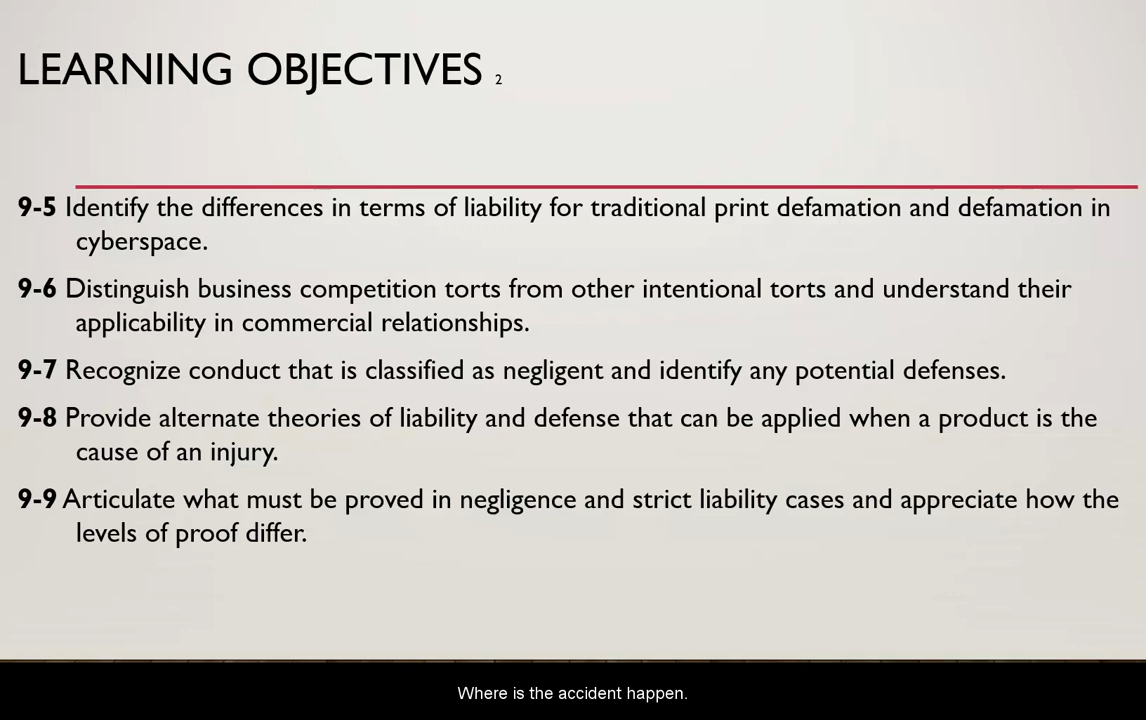 LEARNING OBJECTIVES 2
9-5 Identify the differences in terms of liability for traditional print defamation and defamation in
cyberspace.
9-6 Distinguish business competition torts from other intentional torts and understand their
applicability in commercial relationships.
9-7 Recognize conduct that is classified as negligent and identify any potential defenses.
9-8 Provide alternate theories of liability and defense that can be applied when a product is the
cause of an injury.
9-9 Articulate what must be proved in negligence and strict liability cases and appreciate how the
levels of proof differ.
Where is the accident happen.